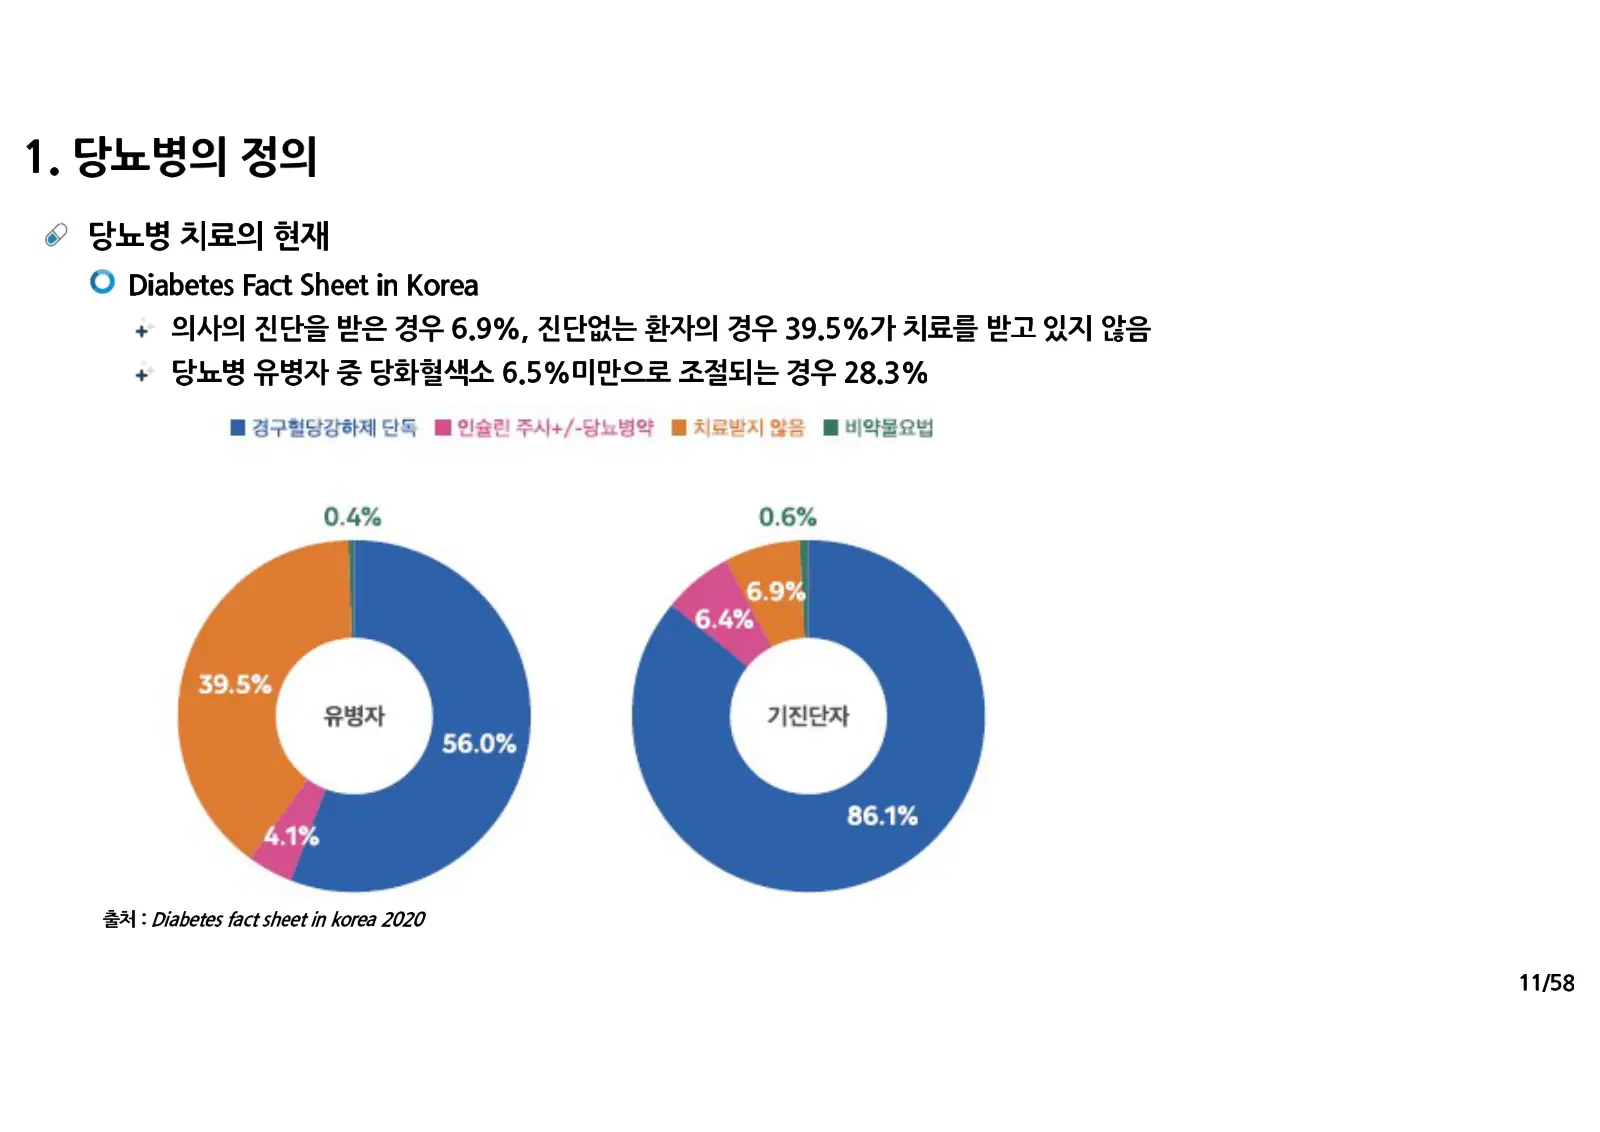 1. 당뇨병의 정의
당뇨병 치료의 현재
Diabetes Fact Sheet in Korea
의사의 진단을 받은 경우 6.9%, 진단없는 환자의 경우 39.5%가 치료를 받고 있지 않음
당뇨병 유병자 중 당화혈색소 6.5%미만으로 조절되는 경우 28.3%
경구혈당강하제 단독 인슐린 주사+/-당뇨병약 치료받지 않음 비약물요법
0.4%
39.5%
유병자
56.0%
4.1%
0.6%
6.9%
6.4%
기진단자
86.1%
출처 : Diabetes fact sheet in korea 2020
11/58